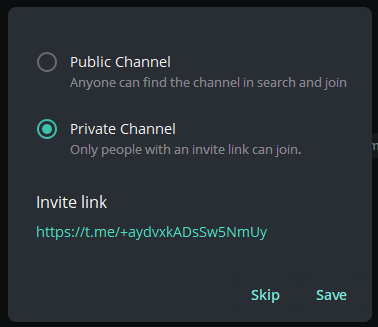 Public Channel
Anyone can find the channel in search and join
Private Channel
Only people with an invite link can join.
Invite link
https://t.me/+aydvxkADsSw5NmUy
Skip Save